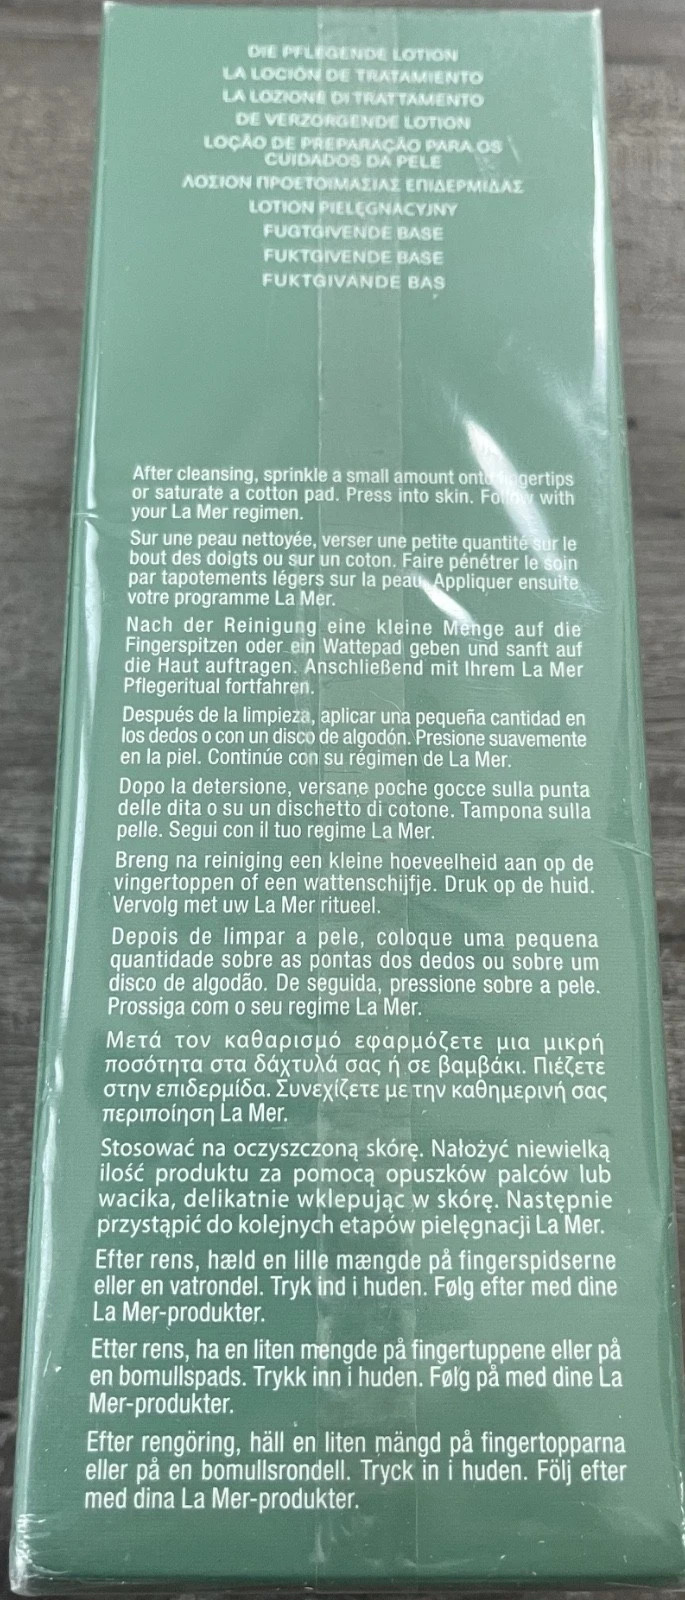 DIE PFLEGENDE LOTION
LA LOCIÓN DE TRATAMIENTO
LA LOZIONE DI TRATTAMENTO
DE VERZORGENDE LOTION
LOÇÃO DE PREPARAÇÃO PARA OS
CUIDADOS DA PELE
ΛΟΣΙΟΝ ΠΡΟΕΤΟΙΜΑΣΙΑΣ ΕΠΙΔΕΡΜΙΔΑΣ
LOTION PIELĘGNACYJNY
FUGTGIVENDE BASE
FUKTGIVENDE BASE
FUKTGIVANDE BAS
After cleansing, sprinkle a small amount onto fingertips
or saturate a cotton pad. Press into skin. Follow with
your La Mer regimen.
Sur une peau nettoyée, verser une petite quantité sur le
bout des doigts ou sur un coton. Faire pénétrer le soin
par tapotements légers sur la peau. Appliquer ensuite
votre programme La Mer.
Nach der Reinigung eine kleine Menge auf die
Fingerspitzen oder ein Wattepad geben und sanft auf
die Haut auftragen. Anschließend mit Ihrem La Mer
Pflegeritual fortfahren.
Después de la limpieza, aplicar una pequeña cantidad en
los dedos o con un disco de algodón. Presione suavemente
en la piel. Continúe con su régimen de La Mer.
Dopo la detersione, versane poche gocce sulla punta
delle dita o su un dischetto di cotone. Tampona sulla
pelle. Segui con il tuo regime La Mer.
Breng na reiniging een kleine hoeveelheid aan op de
vingertoppen of een wattenschijfje. Druk op de huid.
Vervolg met uw La Mer ritueel.
Depois de limpar a pele, coloque uma pequena
quantidade sobre as pontas dos dedos ou sobre um
disco de algodão. De seguida, pressione sobre a pele.
Prossiga com o seu regime La Mer.
Μετά τον καθαρισμό εφαρμόζετε μια μικρή
ποσότητα στα δάχτυλά σας ή σε βαμβάκι. Πιέζετε
στην επιδερμίδα. Συνεχίζετε με την καθημερινή σας
περιποίηση La Mer.
Stosować na oczyszczoną skórę. Nałożyć niewielką
ilość produktu za pomocą opuszków palców lub
wacika, delikatnie wklepując w skórę. Następnie
przystąpić do kolejnych etapów pielęgnacji La Mer.
Efter rens, hæld en lille mængde på fingerspidserne
eller en vatrondel. Tryk ind i huden. Følg efter med dine
La Mer-produkter.
Etter rens, ha en liten mengde på fingertuppene eller på
en bomullspads. Trykk inn i huden. Følg på med dine La
Mer-produkter.
Efter rengöring, häll en liten mängd på fingertopparna
eller på en bomullsrondell. Tryck in i huden. Följ efter
med dina La Mer-produkter.